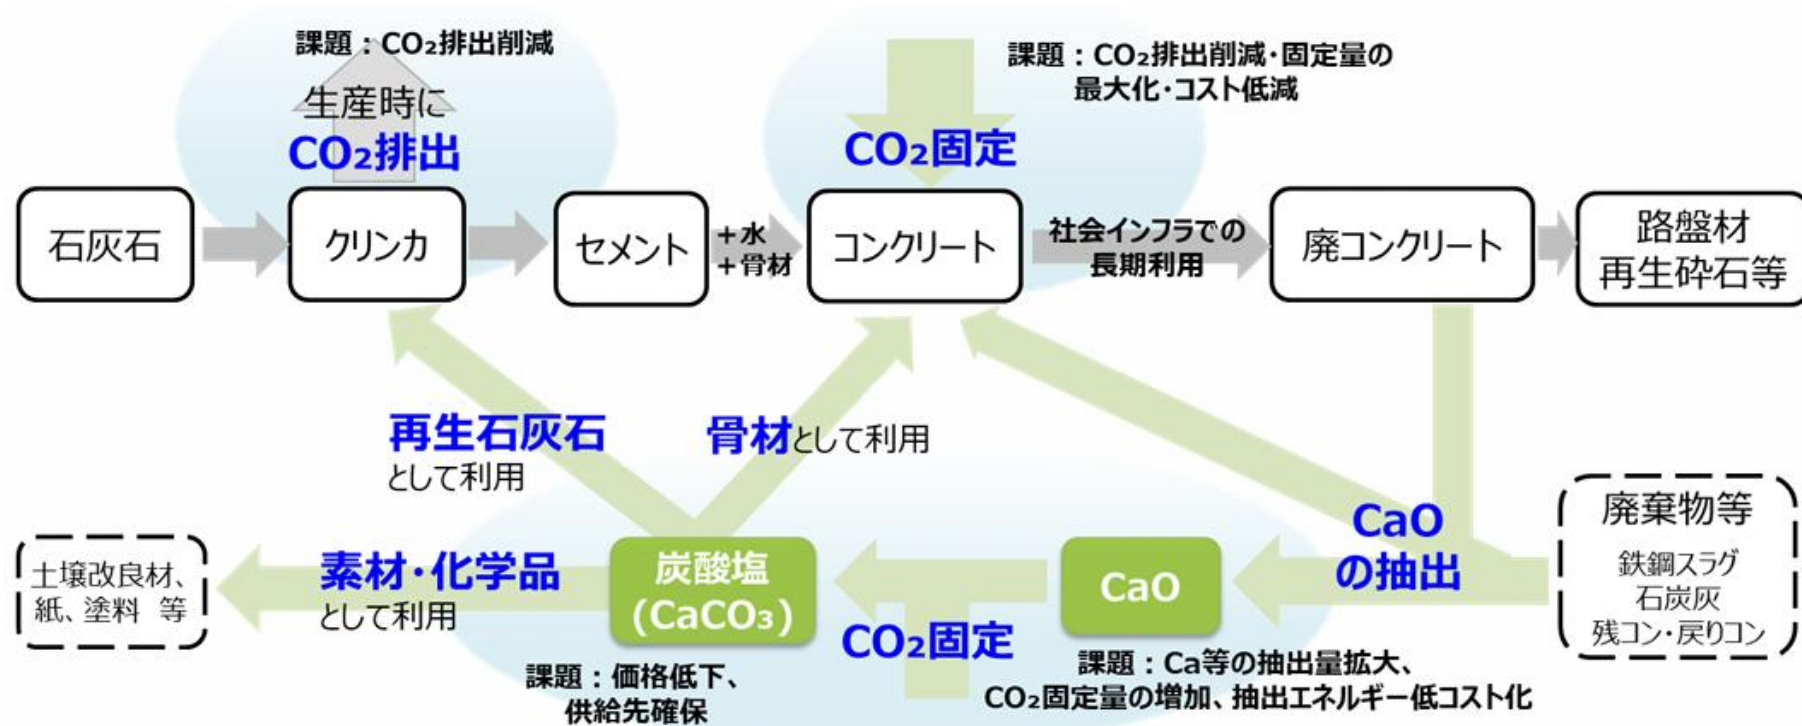 課題：CO₂排出削減
生産時に
CO₂排出
課題：CO₂排出削減･固定量の
最大化･コスト低減
CO₂固定
石灰石
クリンカ
セメント
＋水
＋骨材
コンクリート
社会インフラでの
長期利用
廃コンクリート
路盤材
再生砕石等
再生石灰石
として利用
骨材として利用
CaO
の抽出
廃棄物等
鉄鋼スラグ
石炭灰
残コン･戻りコン
土壌改良材、
紙、塗料 等
素材･化学品
として利用
炭酸塩
(CaCO₃)
CO₂固定
CaO
課題：価格低下、
供給先確保
課題：Ca等の抽出量拡大、
CO₂固定量の増加、抽出エネルギー低コスト化